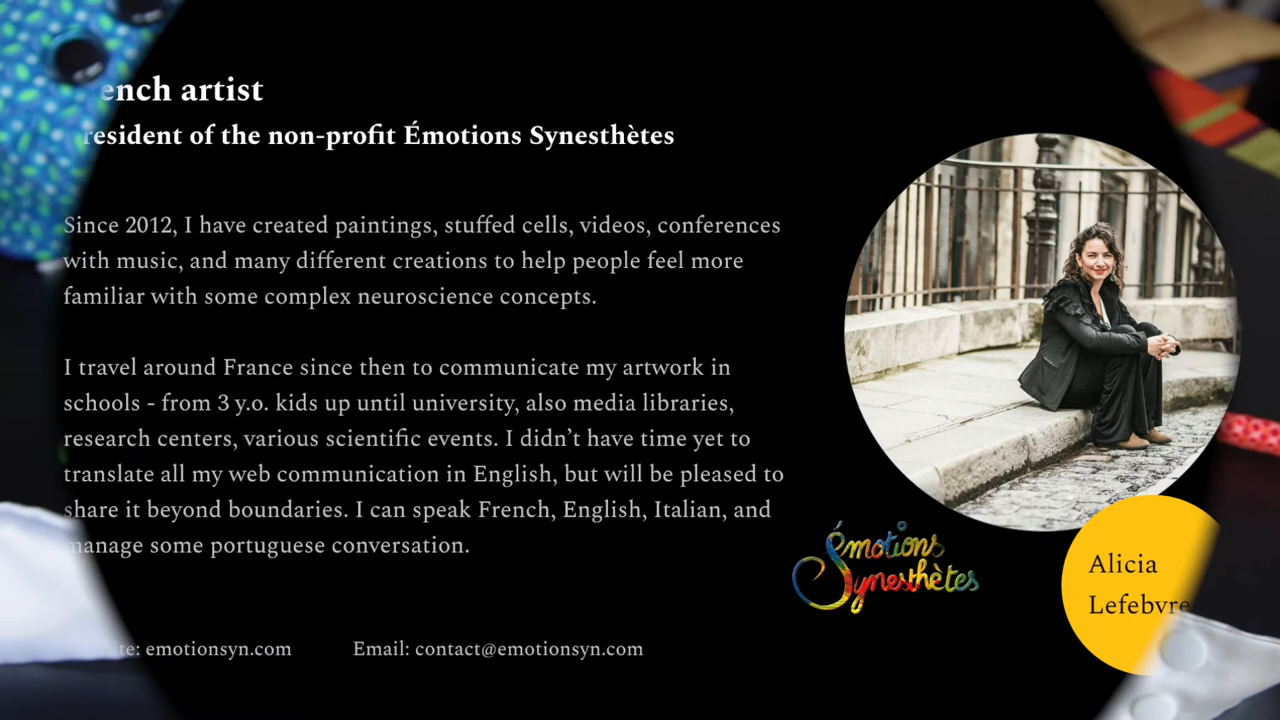 ench artist
resident of the non-profit Émotions Synesthètes
Since 2012, I have created paintings, stuffed cells, videos, conferences
with music, and many different creations to help people feel more
familiar with some complex neuroscience concepts.
I travel around France since then to communicate my artwork in
schools - from 3 y.o. kids up until university, also media libraries,
research centers, various scientific events. I didn’t have time yet to
translate all my web communication in English, but will be pleased to
share it beyond boundaries. I can speak French, English, Italian, and
manage some portuguese conversation.
émotions
Synesthètes
Alicia
Lefebvre
ite: emotionsyn.com
Email: contact@emotionsyn.com